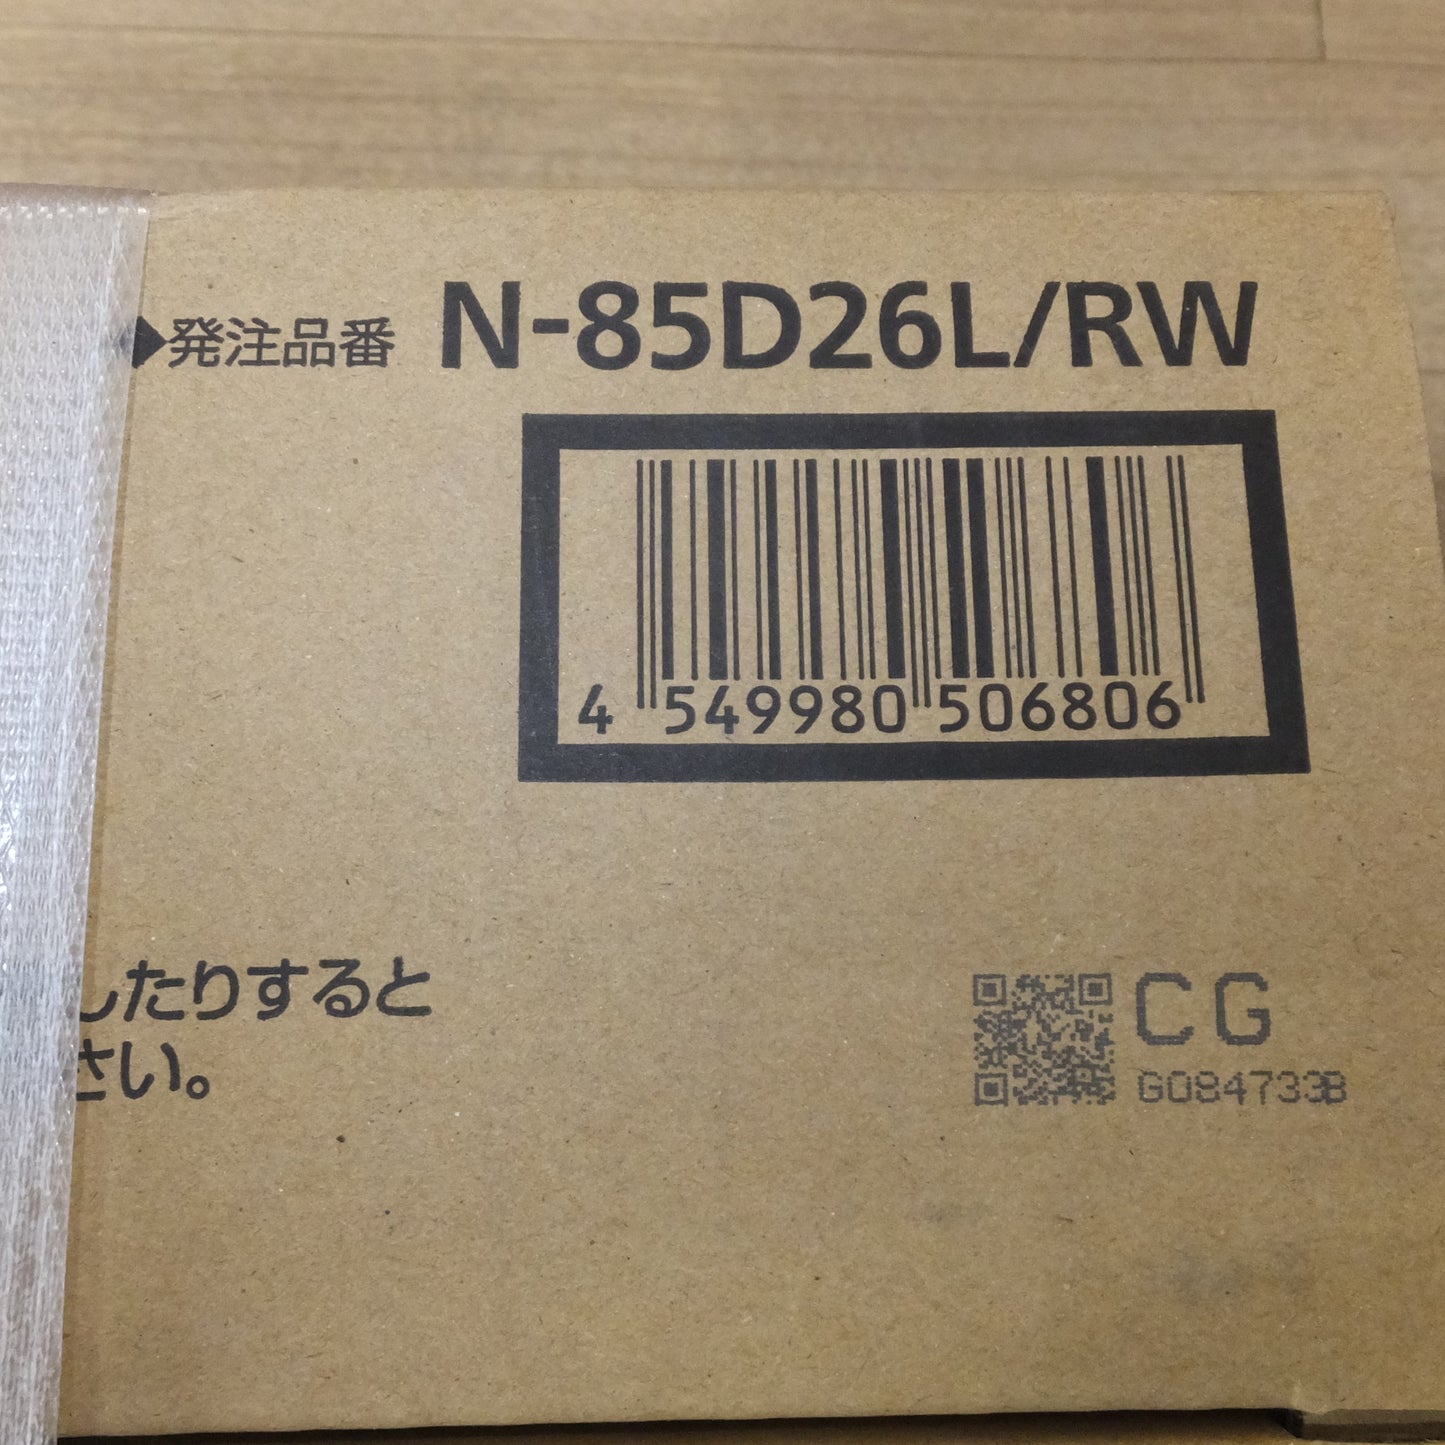 発注品番 N-85D26L/RW
4 549980 506806
したりすると
さい。
CG
G084733B